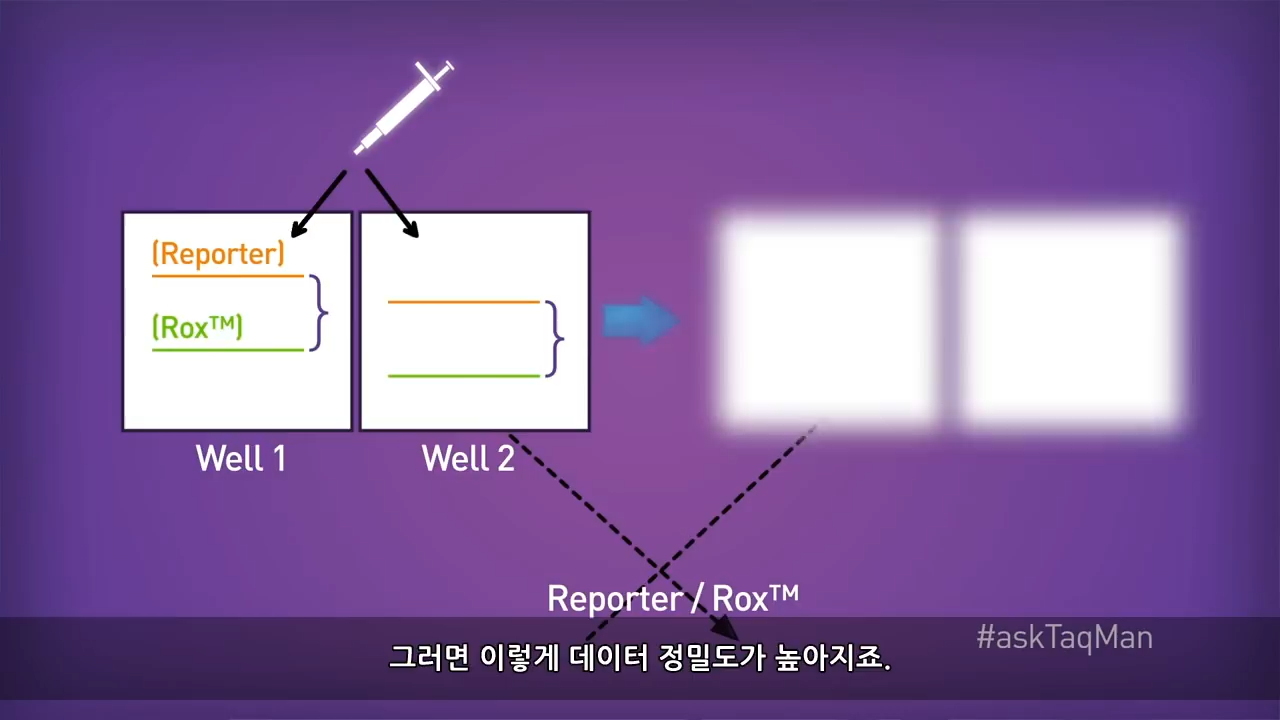 (Reporter)
(Rox™)
Well 1
Well 2
Reporter / Rox™
#askTaqMan
그러면 이렇게 데이터 정밀도가 높아지죠.